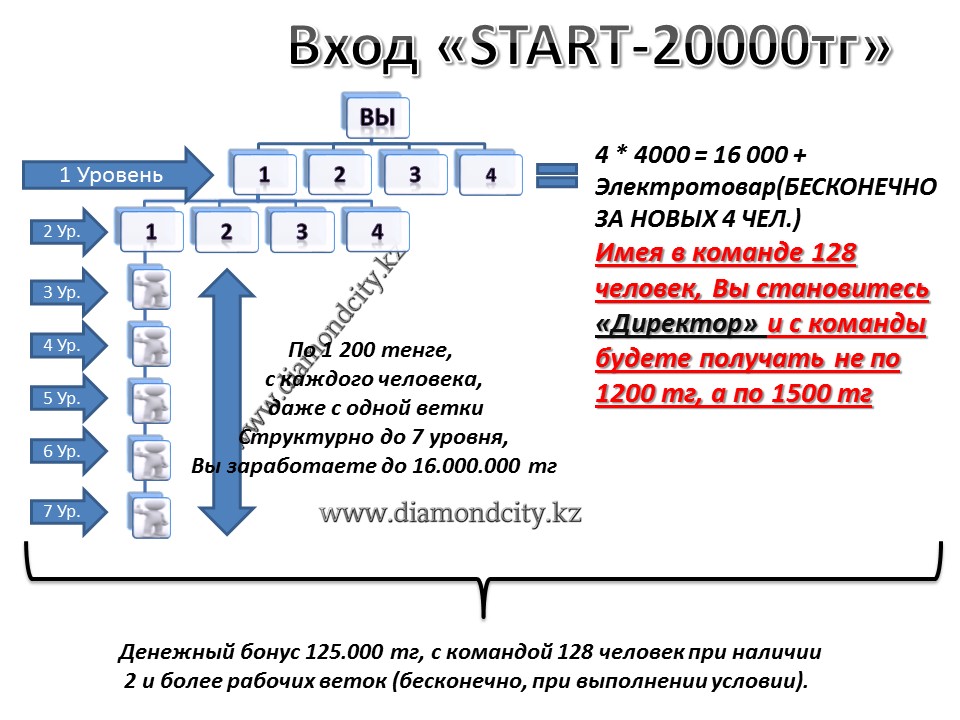 Вход «START-20000тг»
ВЫ
1 Уровень
1 2 3 4
4 * 4000 = 16 000 +
Электротовар(БЕСКОНЕЧНО
ЗА НОВЫХ 4 ЧЕЛ.)
Имея в команде 128
человек, Вы становитесь
«Директор» и с команды
будете получать не по
1200 тг, а по 1500 тг
2 Ур.
1 2 3 4
3 Ур.
4 Ур.
5 Ур.
6 Ур.
7 Ур.
www.diamondcity.kz
По 1 200 тенге,
с каждого человека,
даже с одной ветки
Структурно до 7 уровня,
Вы заработаете до 16.000.000 тг
www.diamondcity.kz
Денежный бонус 125.000 тг, с командой 128 человек при наличии
2 и более рабочих веток (бесконечно, при выполнении условии).